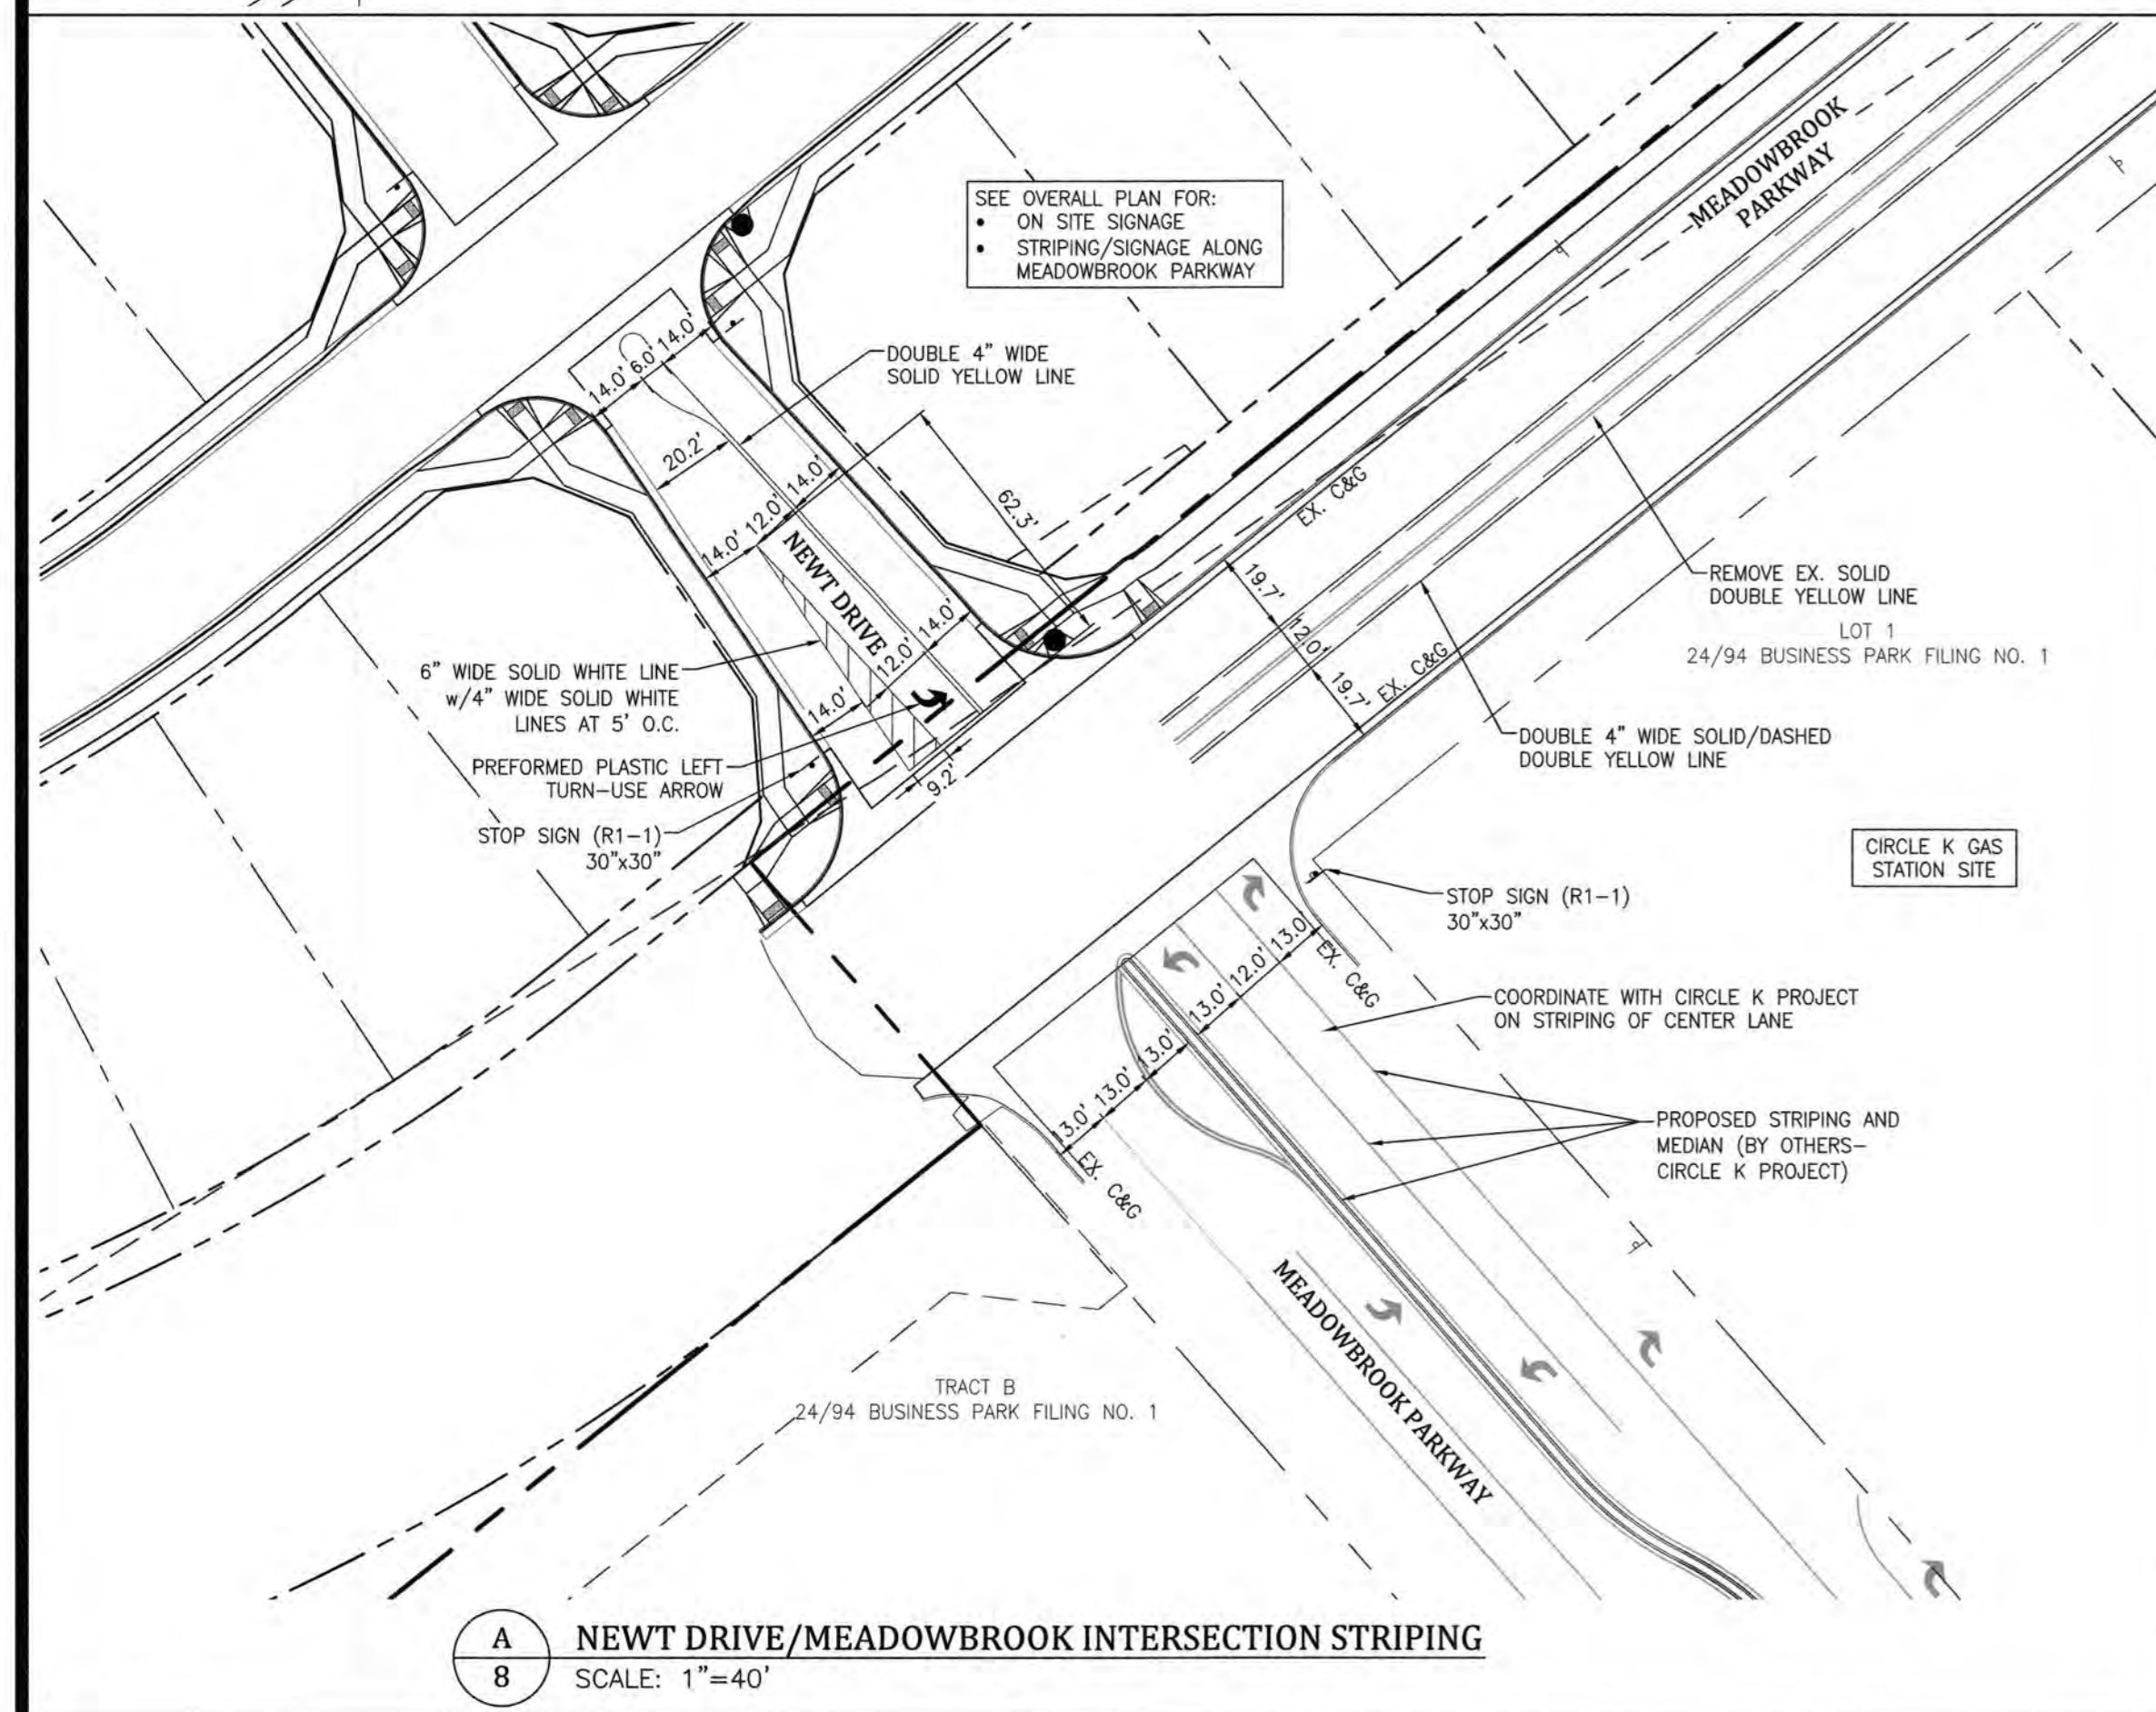 MEADOWBROOK
PARKWAY
SEE OVERALL PLAN FOR:
• ON SITE SIGNAGE
• STRIPING/SIGNAGE ALONG
MEADOWBROOK PARKWAY
14.0' 6.0' 14.0'
DOUBLE 4" WIDE
SOLID YELLOW LINE
20.2'
14.0' 12.0' 14.0'
62.3'
EX. C&G
NEWT DRIVE
19.7'
12.0'
19.7'
EX. C&G
REMOVE EX. SOLID
DOUBLE YELLOW LINE
LOT 1
24/94 BUSINESS PARK FILING NO. 1
6" WIDE SOLID WHITE LINE
w/4" WIDE SOLID WHITE
LINES AT 5' O.C.
14.0' 12.0' 14.0'
DOUBLE 4" WIDE SOLID/DASHED
DOUBLE YELLOW LINE
PREFORMED PLASTIC LEFT
TURN-USE ARROW
9.2'
STOP SIGN (R1-1)
30"x30"
CIRCLE K GAS
STATION SITE
STOP SIGN (R1-1)
30"x30"
13.0' 13.0' 13.0' 13.0' 12.0' 13.0
EX. C&G
COORDINATE WITH CIRCLE K PROJECT
ON STRIPING OF CENTER LANE
PROPOSED STRIPING AND
MEDIAN (BY OTHERS-
CIRCLE K PROJECT)
EX. C&G
MEADOWBROOK PARKWAY
TRACT B
24/94 BUSINESS PARK FILING NO. 1
A
8
NEWT DRIVE/MEADOWBROOK INTERSECTION STRIPING
SCALE: 1"=40'